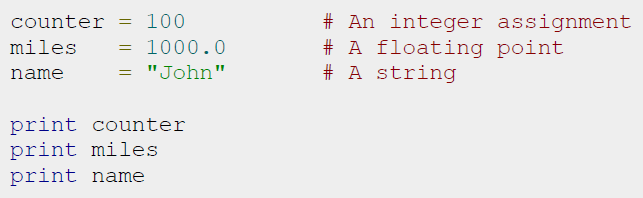 counter = 100          # An integer assignment
miles   = 1000.0       # A floating point
name    = "John"       # A string
print counter
print miles
print name